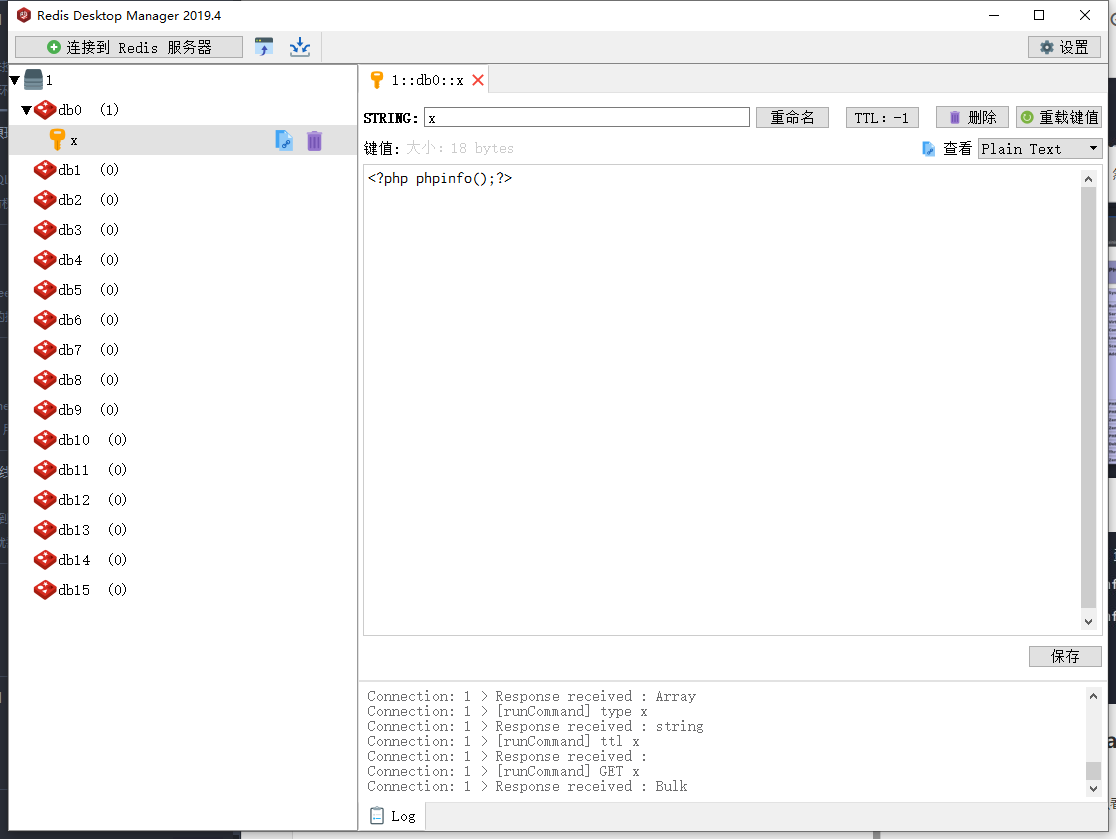 Redis Desktop Manager 2019.4
连接到 Redis 服务器
设置
1
db0 (1)
x
db1 (0)
db2 (0)
db3 (0)
db4 (0)
db5 (0)
db6 (0)
db7 (0)
db8 (0)
db9 (0)
db10 (0)
db11 (0)
db12 (0)
db13 (0)
db14 (0)
db15 (0)
1::db0::x
STRING: x 重命名 TTL: -1 删除 重载键值
键值: 大小: 18 bytes 查看 Plain Text
<?php phpinfo();?>
保存
Connection: 1 > Response received : Array
Connection: 1 > [runCommand] type x
Connection: 1 > Response received : string
Connection: 1 > [runCommand] ttl x
Connection: 1 > Response received :
Connection: 1 > [runCommand] GET x
Connection: 1 > Response received : Bulk
Log